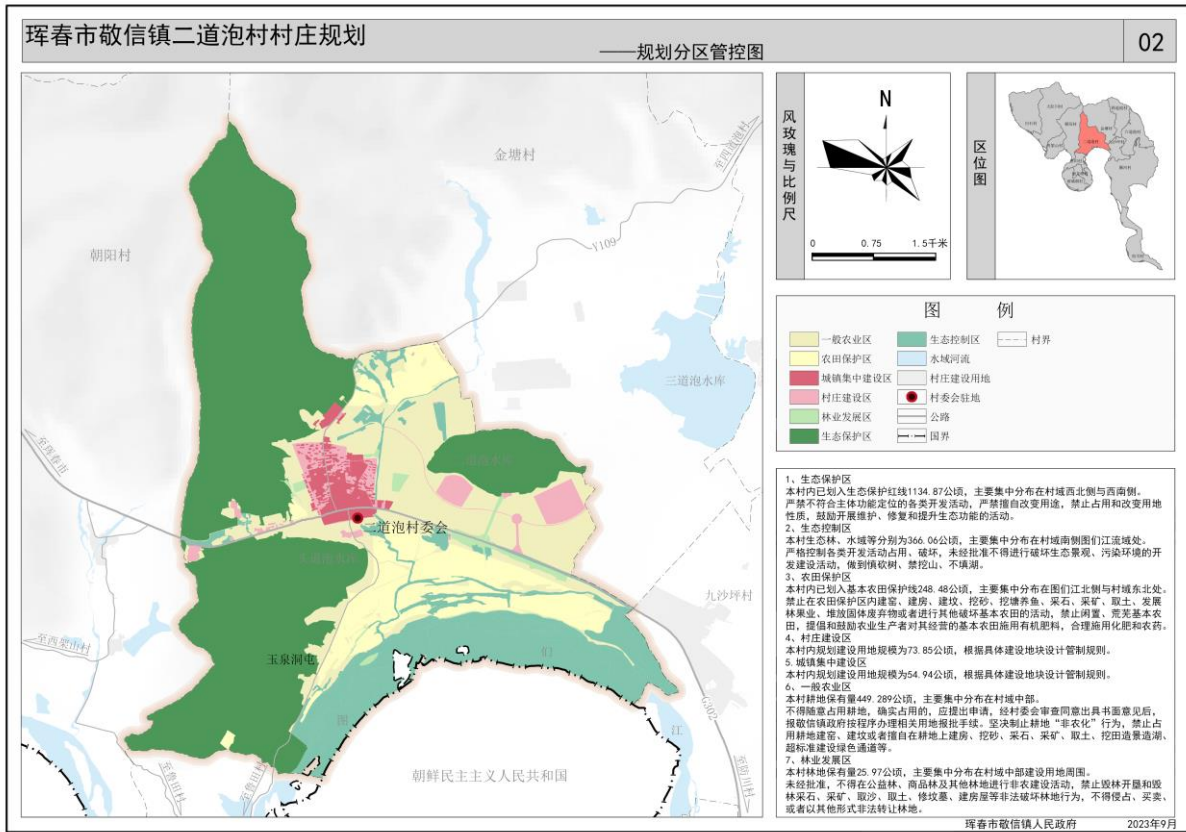 珲春市敬信镇二道泡村村庄规划
——规划分区管控图
02
金塘村
朝阳村
至四道泡村
Y109
三道泡水库
至珲春市
二道泡村委会
九沙坪村
至西架山村
玉泉洞屯
图
们
江
G302
至鲁田村
至鲁田村
至防川村
朝鲜民主主义人民共和国
风玫瑰与比例尺
N
0 0.75 1.5千米
区位图
图 例
一般农业区
农田保护区
城镇集中建设区
村庄建设区
林业发展区
生态保护区
生态控制区
水域河流
村庄建设用地
村委会驻地
公路
国界
村界
1、生态保护区
本村内已划入生态保护红线1134.87公顷，主要集中分布在村域西北侧与西南侧。
严禁不符合主体功能定位的各类开发活动，严禁擅自改变用途，禁止占用和改变用地
性质，鼓励开展维护、修复和提升生态功能的活动。
2、生态控制区
本村生态林、水域等分别为366.06公顷，主要集中分布在村域南侧图们江流域处。
严格控制各类开发活动占用、破坏，未经批准不得进行破坏生态景观、污染环境的开
发建设活动，做到慎砍树、禁挖山、不填湖。
3、农田保护区
本村内已划入基本农田保护线248.48公顷，主要集中分布在图们江北侧与村域东北处。
禁止在农田保护区内建窑、建房、建坟、挖砂、挖塘养鱼、采石、采矿、取土、发展
林果业、堆放固体废弃物或者进行其他破坏基本农田的活动，禁止闲置、荒芜基本农
田，提倡和鼓励农业生产者对其经营的基本农田施用有机肥料，合理施用化肥和农药。
4、村庄建设区
本村内规划建设用地规模为73.85公顷，根据具体建设地块设计管制规则。
5.城镇集中建设区
本村内规划建设用地规模为54.94公顷，根据具体建设地块设计管制规则。
6、一般农业区
本村耕地保有量449.289公顷，主要集中分布在村域中部。
不得随意占用耕地，确实占用的，应提出申请，经村委会审查同意出具书面意见后，
报敬信镇政府按程序办理相关用地报批手续。坚决制止耕地“非农化”行为，禁止占
用耕地建窑、建坟或者擅自在耕地上建房、挖砂、采石、采矿、取土、挖田造景造湖、
超标准建设绿色通道等。
7、林业发展区
本村林地保有量25.97公顷，主要集中分布在村域中部建设用地周围。
未经批准，不得在公益林、商品林及其他林地进行非农建设活动，禁止毁林开垦和毁
林采石、采矿、取沙、取土、修坟墓、建房屋等非法破坏林地行为，不得侵占、买卖、
或者以其他形式非法转让林地。
珲春市敬信镇人民政府 2023年9月